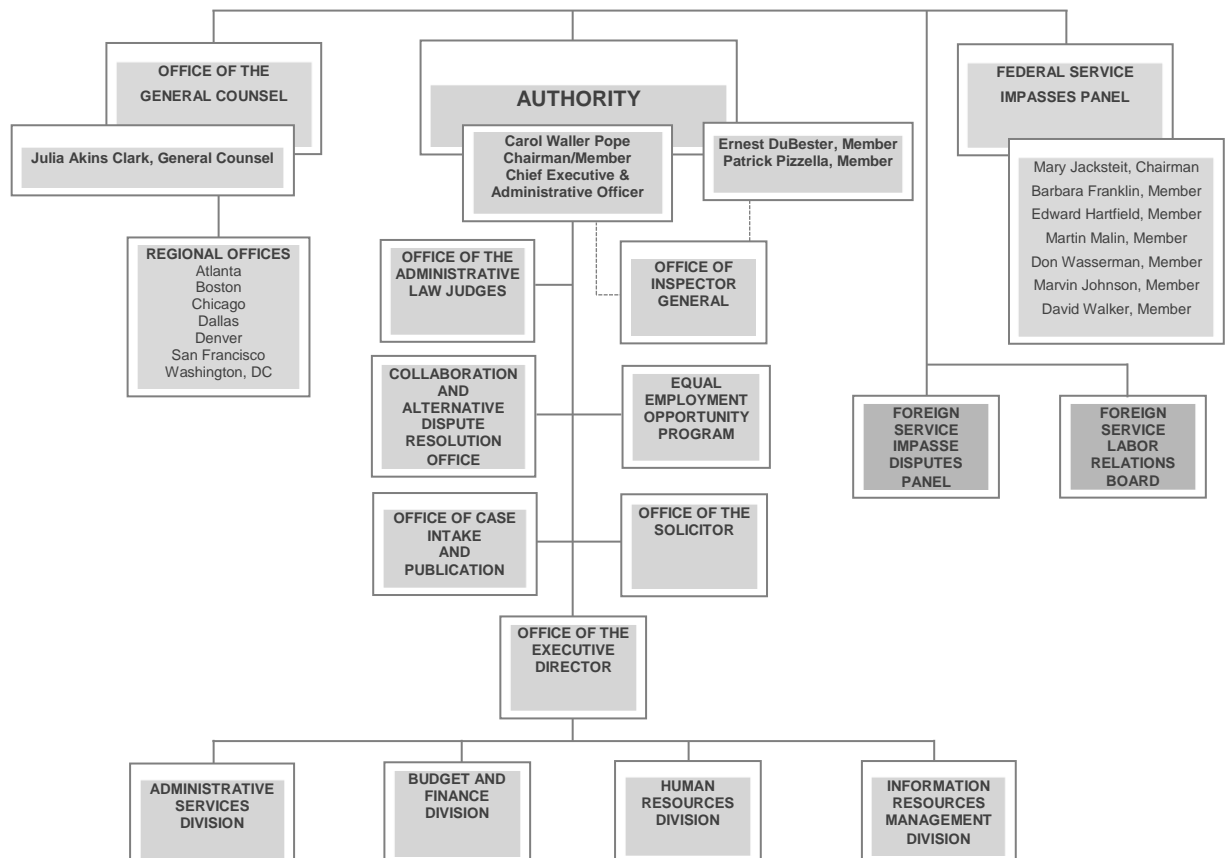 OFFICE OF THE
GENERAL COUNSEL
Julia Akins Clark, General Counsel
REGIONAL OFFICES
Atlanta
Boston
Chicago
Dallas
Denver
San Francisco
Washington, DC
AUTHORITY
Carol Waller Pope
Chairman/Member
Chief Executive &
Administrative Officer
Ernest DuBester, Member
Patrick Pizzella, Member
FEDERAL SERVICE
IMPASSES PANEL
Mary Jacksteit, Chairman
Barbara Franklin, Member
Edward Hartfield, Member
Martin Malin, Member
Don Wasserman, Member
Marvin Johnson, Member
David Walker, Member
OFFICE OF THE
ADMINISTRATIVE
LAW JUDGES
OFFICE OF
INSPECTOR
GENERAL
COLLABORATION
AND
ALTERNATIVE
DISPUTE
RESOLUTION
OFFICE
EQUAL
EMPLOYMENT
OPPORTUNITY
PROGRAM
FOREIGN
SERVICE
IMPASSE
DISPUTES
PANEL
FOREIGN
SERVICE
LABOR
RELATIONS
BOARD
OFFICE OF CASE
INTAKE
AND
PUBLICATION
OFFICE OF THE
SOLICITOR
OFFICE OF THE
EXECUTIVE
DIRECTOR
ADMINISTRATIVE
SERVICES
DIVISION
BUDGET AND
FINANCE
DIVISION
HUMAN
RESOURCES
DIVISION
INFORMATION
RESOURCES
MANAGEMENT
DIVISION